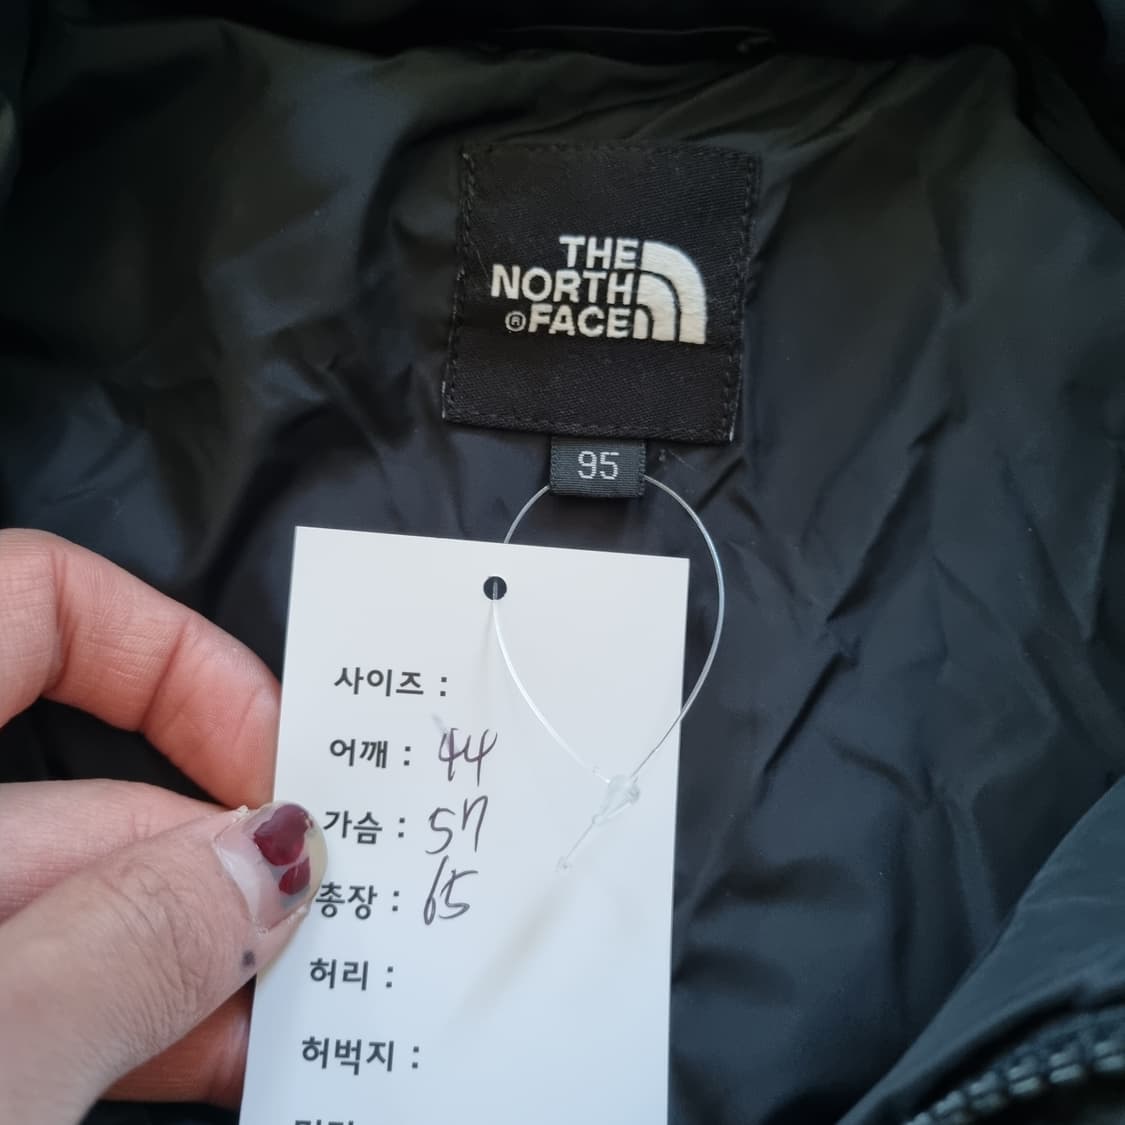 THE
NORTH
®FACE
95
사이즈 :
어깨 : 44
가슴 : 57
총장 : 65
허리 :
허벅지 :